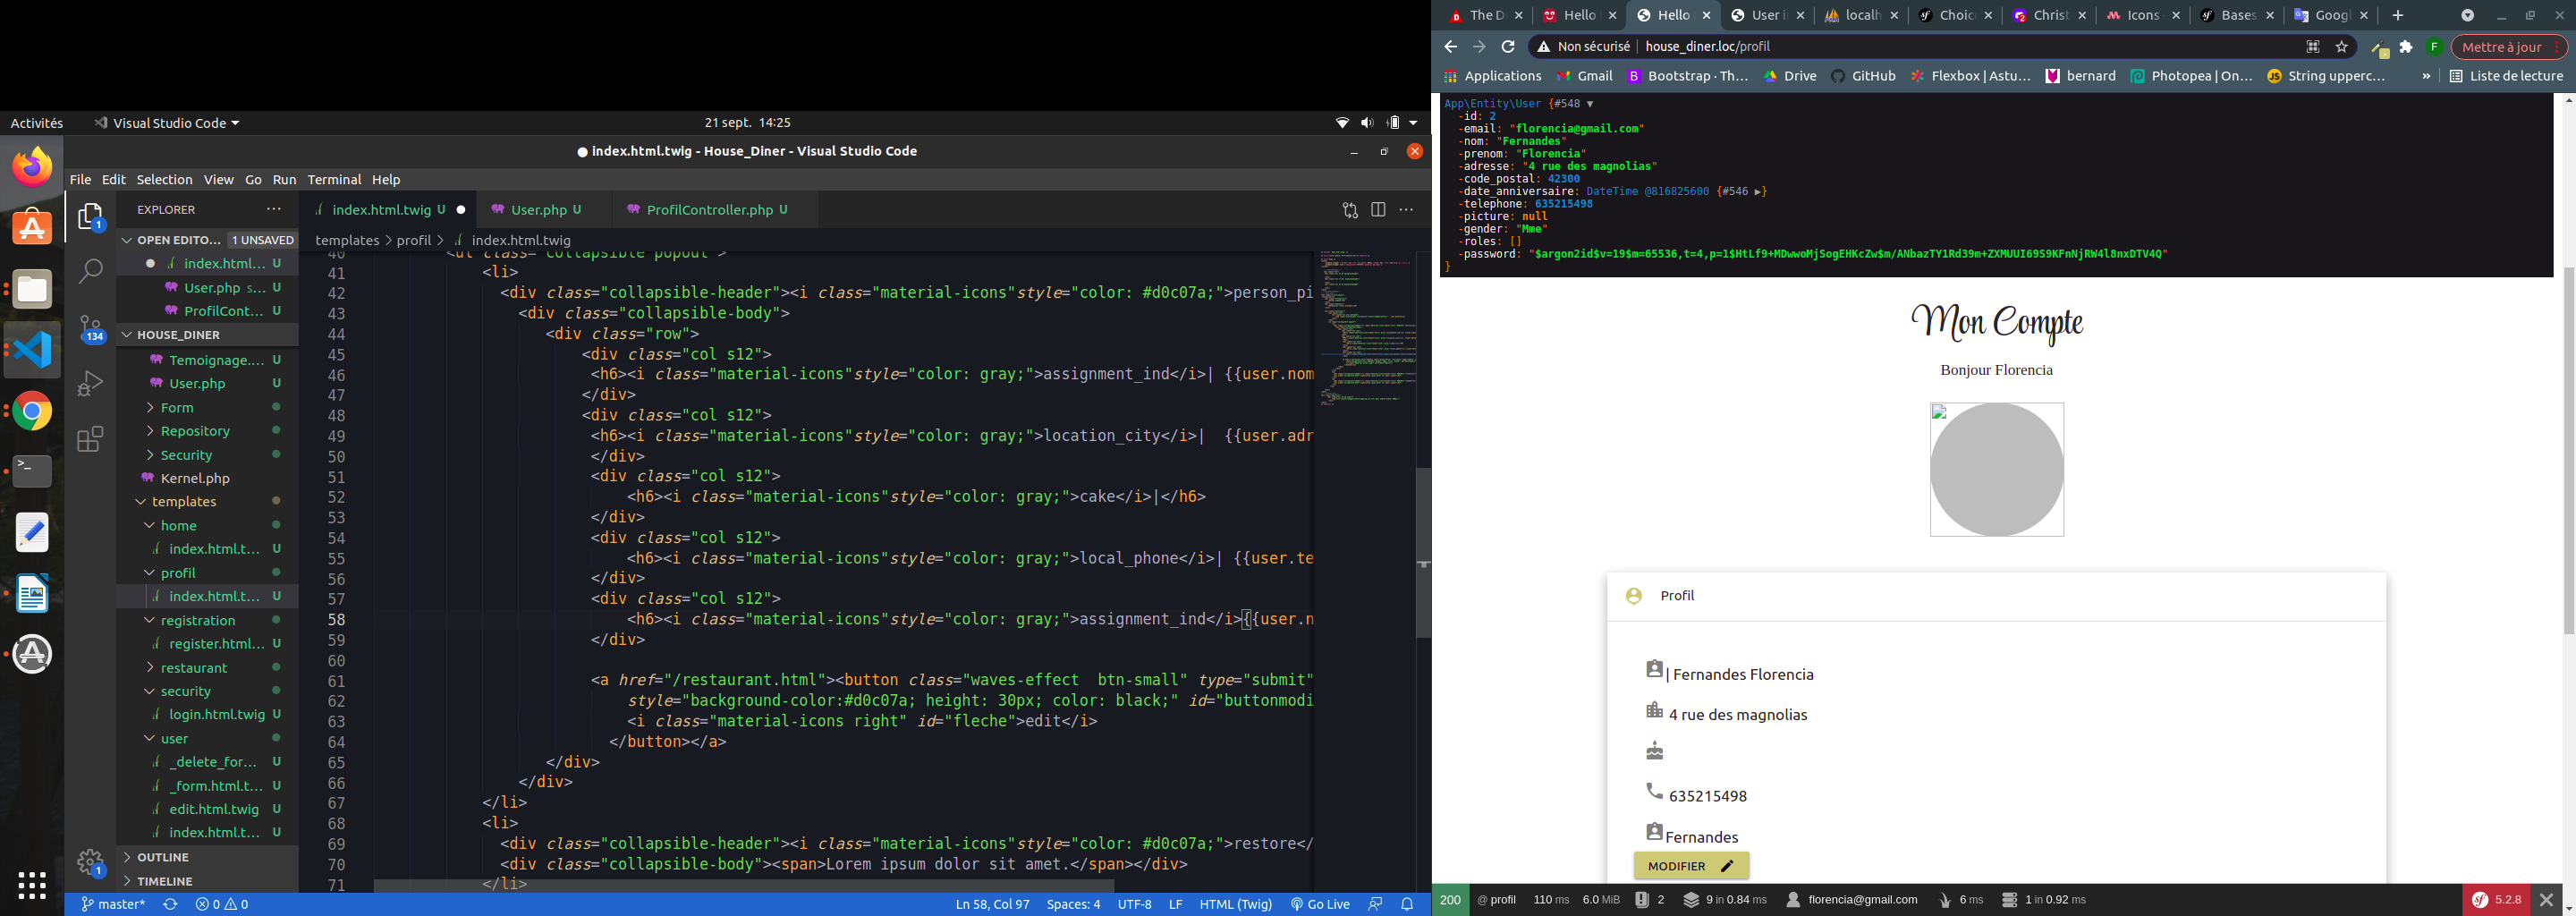 Activités
Visual Studio Code
21 sept. 14:25
index.html.twig - House_Diner - Visual Studio Code
File Edit Selection View Go Run Terminal Help
EXPLORER
OPEN EDITO... 1 UNSAVED
index.html... U
User.php s... U
ProfilCont... U
HOUSE_DINER
Temoignage.... U
User.php U
Form
Repository
Security
Kernel.php
templates
home
index.html.t... U
profil
index.html.t... U
registration
register.html... U
restaurant
security
login.html.twig U
user
_delete_for... U
_form.html.t... U
edit.html.twig U
index.html.t... U
OUTLINE
TIMELINE
1
134
1
index.html.twig U
User.php U
ProfilController.php U
templates > profil > index.html.twig
40 <ul class="collapsible popout">
41 <li>
42 <div class="collapsible-header"><i class="material-icons"style="color: #d0c07a;">person_pi
43 <div class="collapsible-body">
44 <div class="row">
45 <div class="col s12">
46 <h6><i class="material-icons"style="color: gray;">assignment_ind</i>| {{user.nom
47 </div>
48 <div class="col s12">
49 <h6><i class="material-icons"style="color: gray;">location_city</i>|  {{user.adr
50 </div>
51 <div class="col s12">
52 <h6><i class="material-icons"style="color: gray;">cake</i>|</h6>
53 </div>
54 <div class="col s12">
55 <h6><i class="material-icons"style="color: gray;">local_phone</i>| {{user.te
56 </div>
57 <div class="col s12">
58 <h6><i class="material-icons"style="color: gray;">assignment_ind</i>{{user.n
59 </div>
60
61 <a href="/restaurant.html"><button class="waves-effect  btn-small" type="submit"
62 style="background-color:#d0c07a; height: 30px; color: black;" id="buttonmodi
63 <i class="material-icons right" id="fleche">edit</i>
64 </button></a>
65 </div>
66 </div>
67 </li>
68 <li>
69 <div class="collapsible-header"><i class="material-icons"style="color: #d0c07a;">restore</
70 <div class="collapsible-body"><span>Lorem ipsum dolor sit amet.</span></div>
71 </li>
master* 0 0 Ln 58, Col 97 Spaces: 4 UTF-8 LF HTML (Twig) Go Live
The D Hello Hello User i localh Choic Christ Icons Bases Googl
Non sécurisé house_diner.loc/profil F Mettre à jour
Applications Gmail Bootstrap · Th... Drive GitHub Flexbox | Astu... bernard Photopea | On... String upperc... » Liste de lecture
App\Entity\User {#548 ▼
-id: 2
-email: "florencia@gmail.com"
-nom: "Fernandes"
-prenom: "Florencia"
-adresse: "4 rue des magnolias"
-code_postal: 42300
-date_anniversaire: DateTime @816825600 {#546 ▶}
-telephone: 635215498
-picture: null
-gender: "Mme"
-roles: []
-password: "$argon2id$v=19$m=65536,t=4,p=1$HtLf9+MDwwoMjSogEHKcZw$m/ANbazTY1Rd39m+ZXMUUI69S9KFnNjRW4l8nxDTV4Q"
}
Mon Compte
Bonjour Florencia
Profil
| Fernandes Florencia
4 rue des magnolias
635215498
Fernandes
MODIFIER
200 @ profil 110 ms 6.0 MiB 2 9 in 0.84 ms florencia@gmail.com 6 ms 1 in 0.92 ms 5.2.8